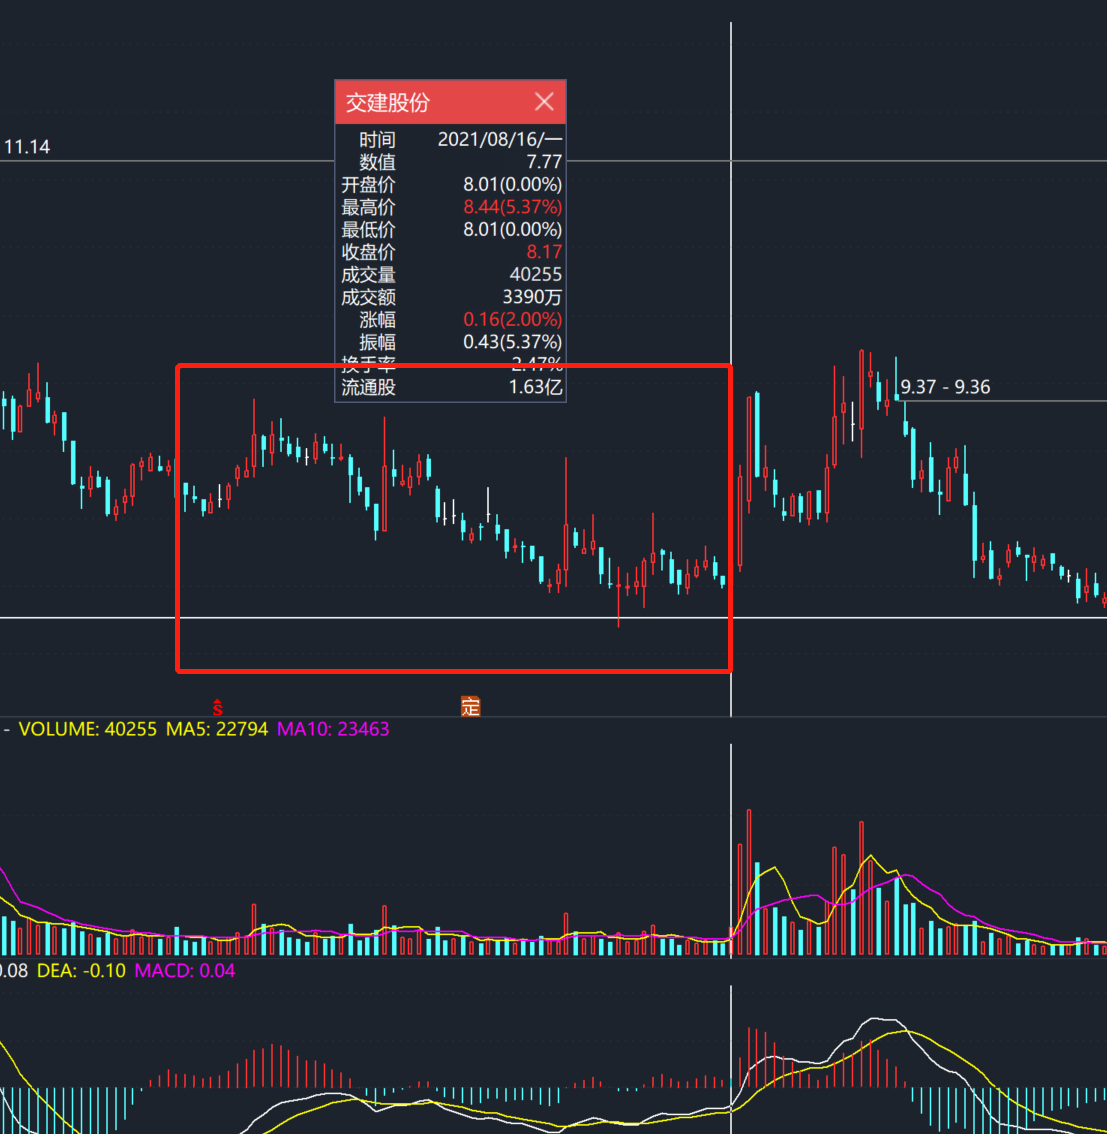 交建股份
11.14
时间 2021/08/16/一
数值 7.77
开盘价 8.01(0.00%)
最高价 8.44(5.37%)
最低价 8.01(0.00%)
收盘价 8.17
成交量 40255
成交额 3390万
涨幅 0.16(2.00%)
振幅 0.43(5.37%)
换手率 2.47%
流通股 1.63亿
9.37 - 9.36
S 定
- VOLUME: 40255 MA5: 22794 MA10: 23463
0.08 DEA: -0.10 MACD: 0.04